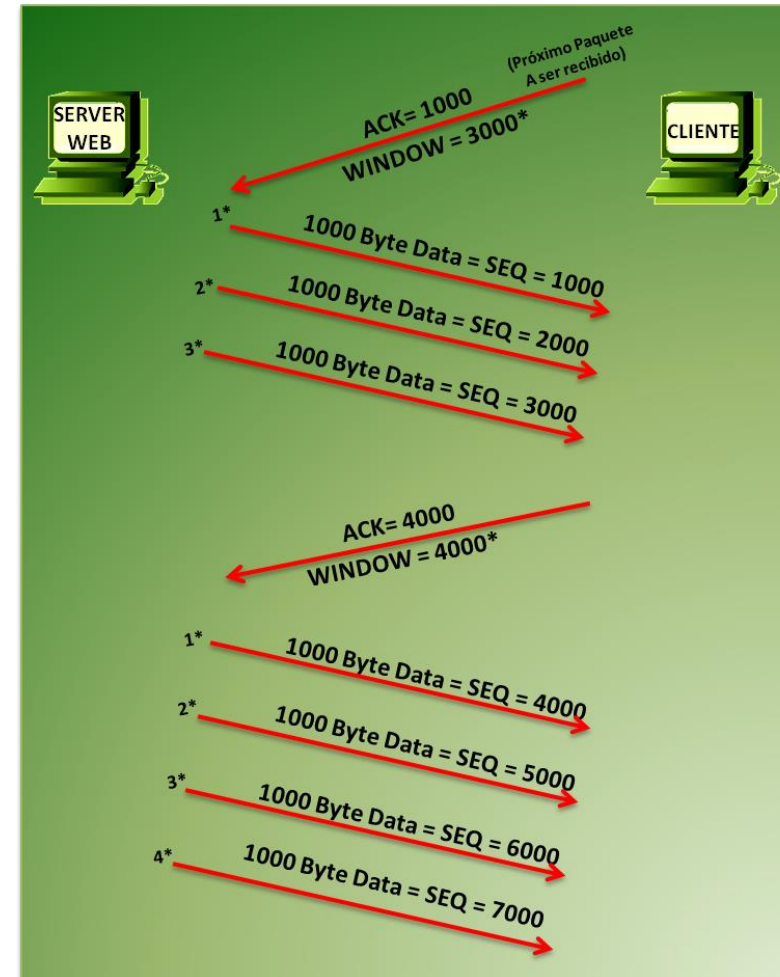 (Próximo Paquete
A ser recibido)
SERVER
WEB
CLIENTE
ACK= 1000
WINDOW = 3000*
1*
1000 Byte Data = SEQ = 1000
2*
1000 Byte Data = SEQ = 2000
3*
1000 Byte Data = SEQ = 3000
ACK= 4000
WINDOW = 4000*
1*
1000 Byte Data = SEQ = 4000
2*
1000 Byte Data = SEQ = 5000
3*
1000 Byte Data = SEQ = 6000
4*
1000 Byte Data = SEQ = 7000